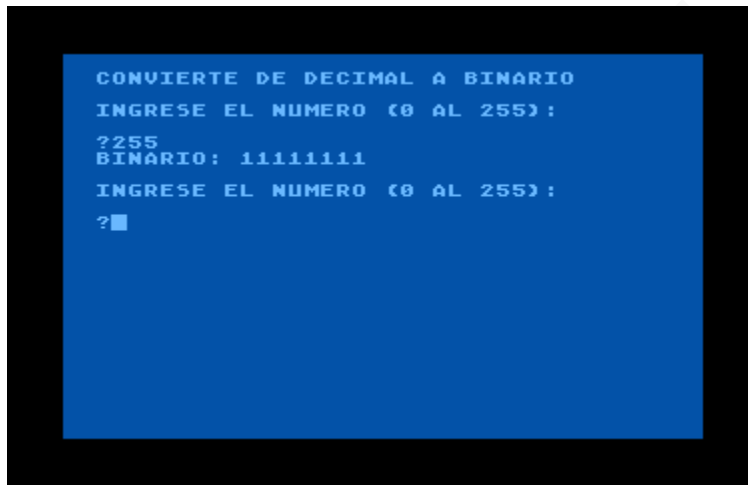 CONVIERTE DE DECIMAL A BINARIO
INGRESE EL NUMERO (0 AL 255):
?255
BINARIO: 11111111
INGRESE EL NUMERO (0 AL 255):
?